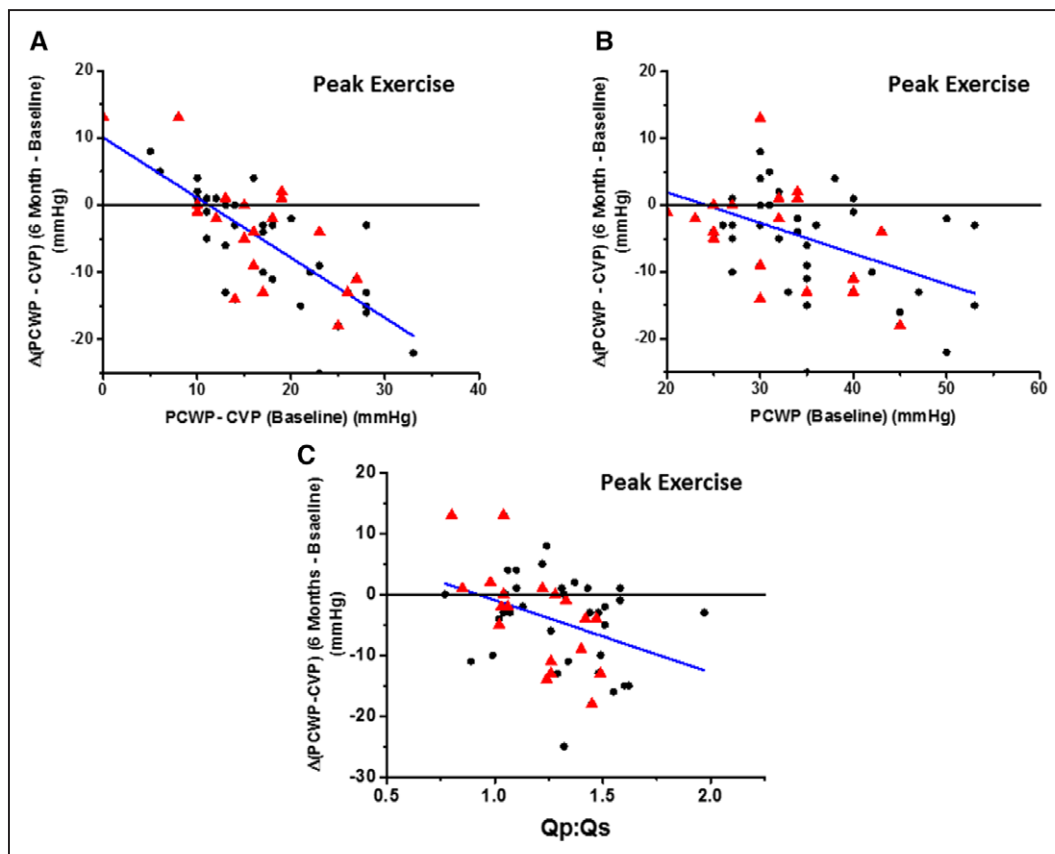 A
Peak Exercise
Δ(PCWP - CVP) (6 Month - Baseline)
(mmHg)
20
10
0
-10
-20
0 10 20 30 40
PCWP- CVP (Baseline) (mmHg)
B
Peak Exercise
Δ(PCWP - CVP) (6 Month - Baseline)
(mmHg)
20
10
0
-10
-20
20 30 40 50 60
PCWP (Baseline) (mmHg)
C
Peak Exercise
Δ(PCWP-CVP) (6 Months - Bsaeline)
(mmHg)
20
10
0
-10
-20
-30
0.5 1.0 1.5 2.0
Qp:Qs